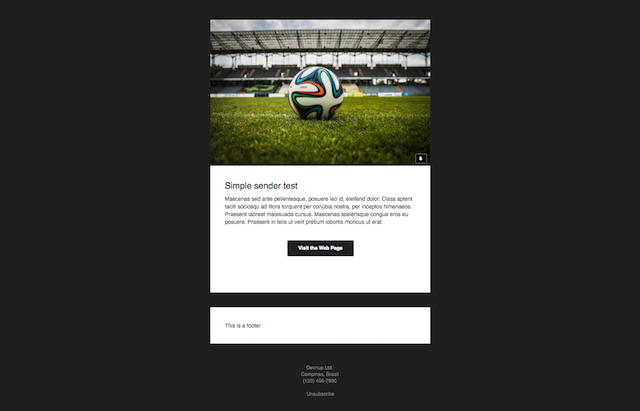 Simple sender test
Maecenas sed ante pellentesque, posuere leo id, eleifend dolor. Class aptent
taciti sociosqu ad litora torquent per conubia nostra, per inceptos himenaeos.
Praesent laoreet malesuada cursus. Maecenas scelerisque congue eros eu
posuere. Praesent in felis ut velit pretium lobortis rhoncus ut erat.
Visit the Web Page
This is a footer
Devrup Ltd.
Campinas, Brasil
(123) 456-7890
Unsubscribe